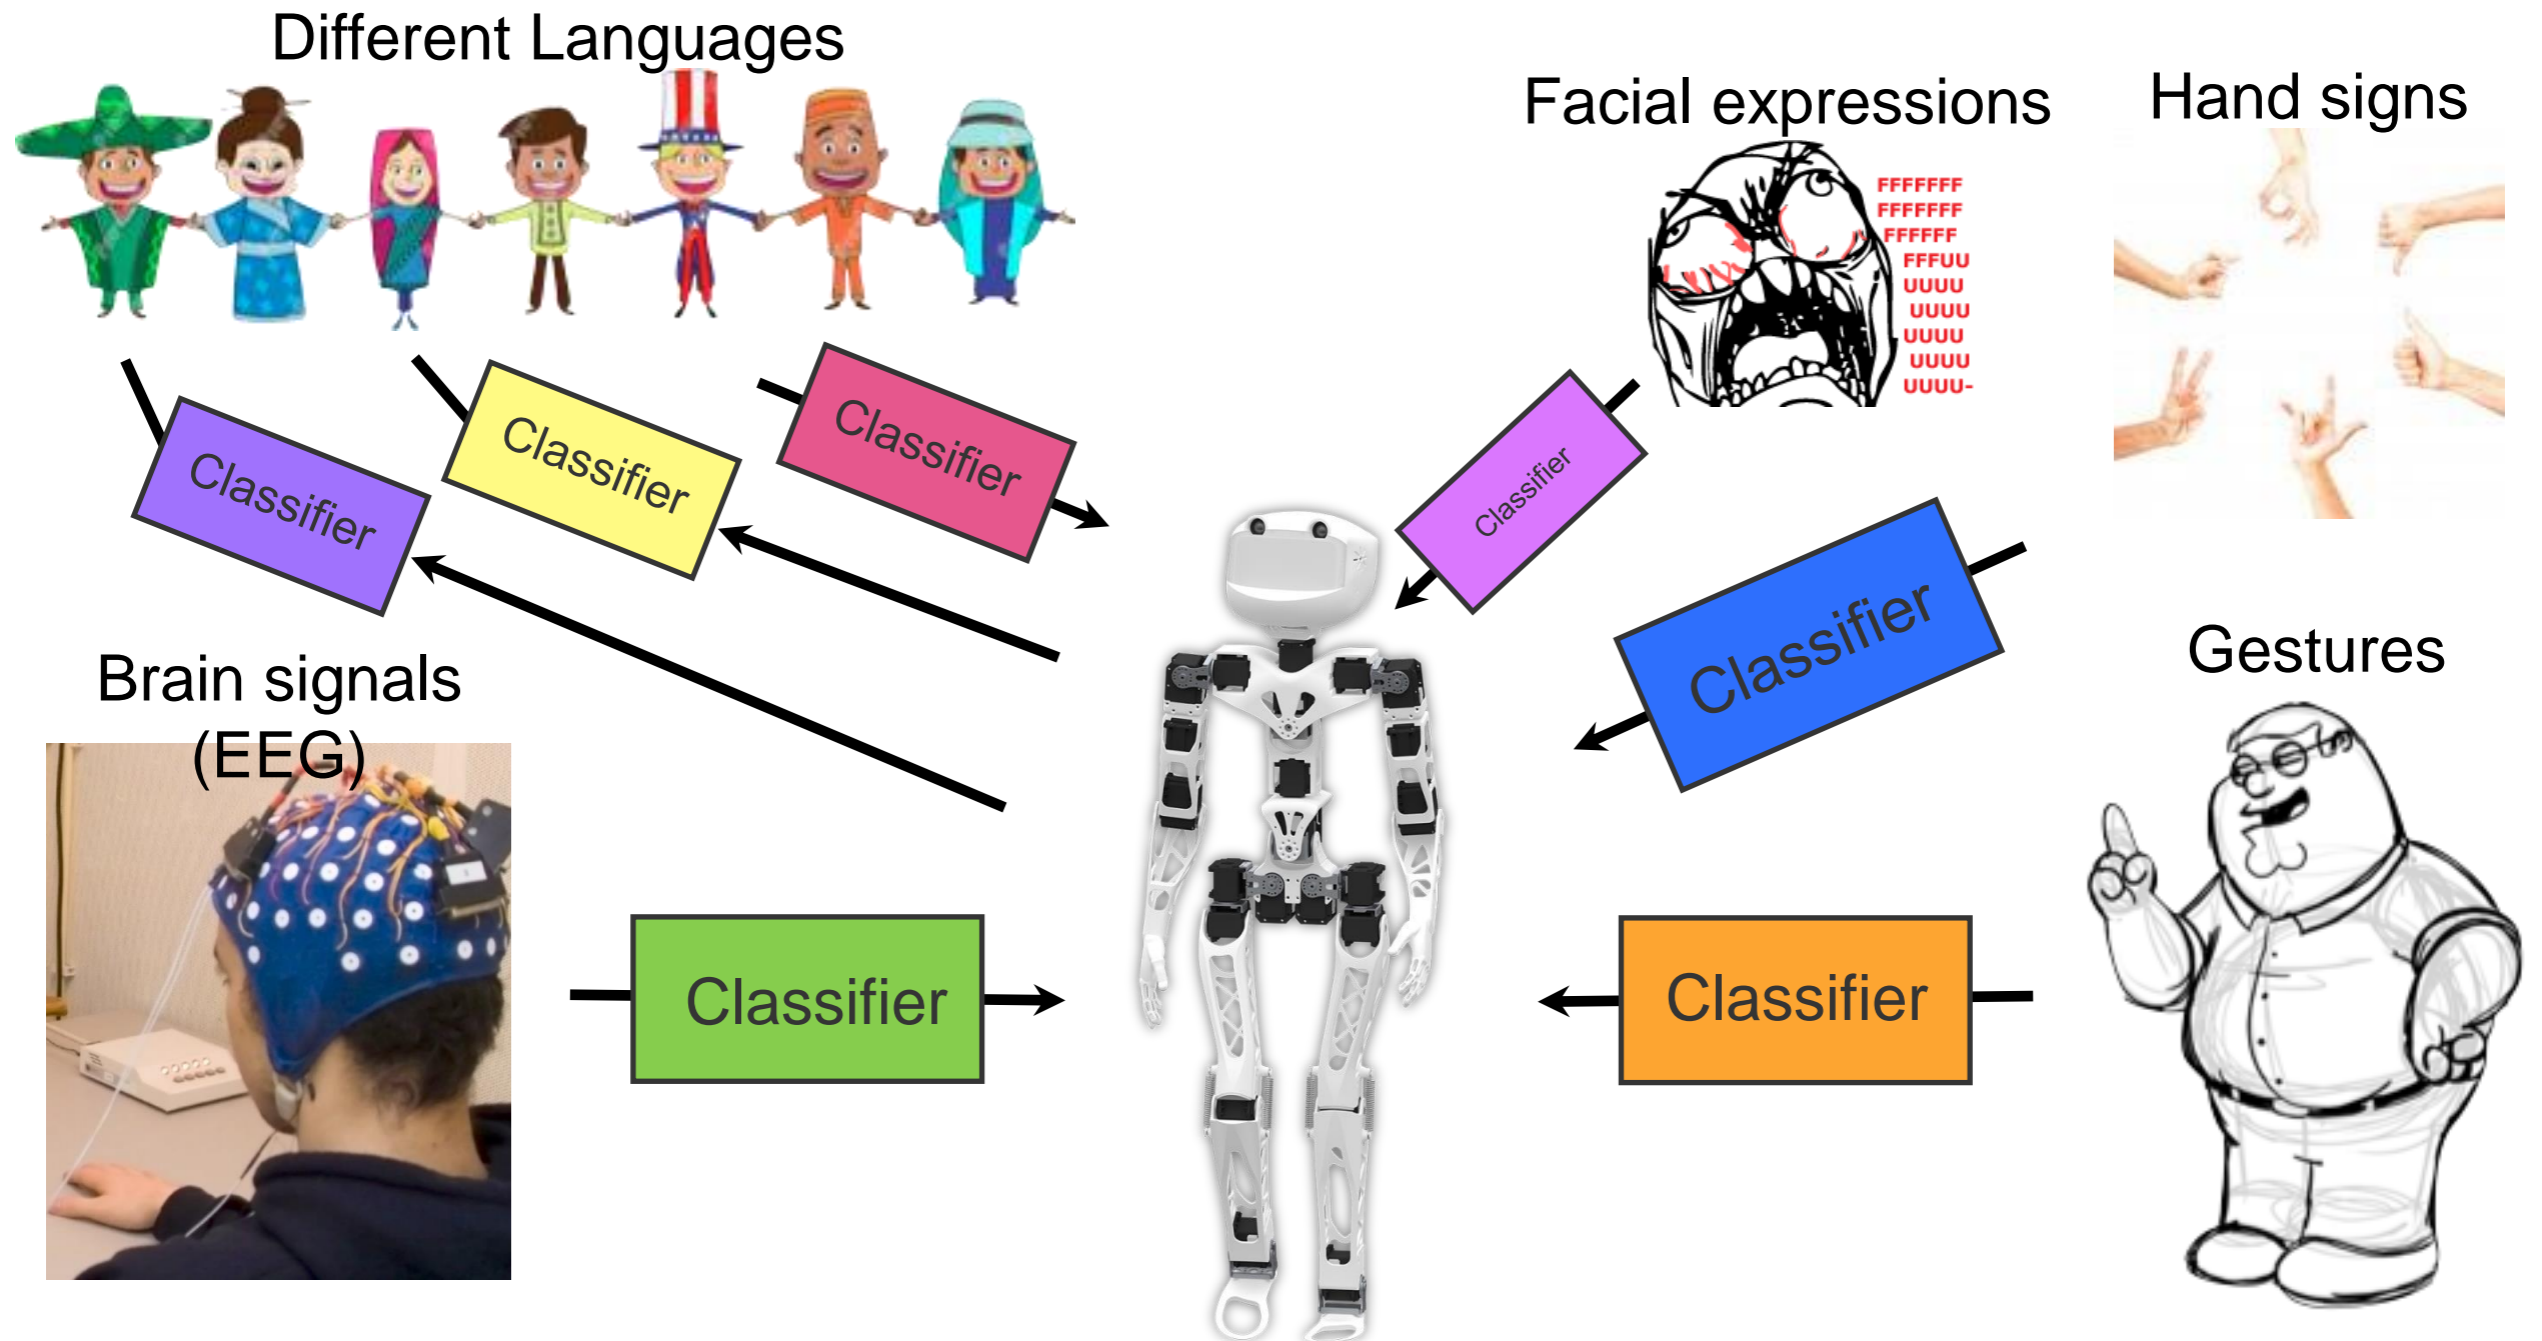 Different Languages
Facial expressions
Hand signs
FFFFFFF
FFFFFFF
FFFFFF
FFFUU
UUUU
UUUU
UUUU
UUUU
UUUU-
Classifier
Classifier
Classifier
Classifier
Classifier
Brain signals
(EEG)
Gestures
Classifier
Classifier